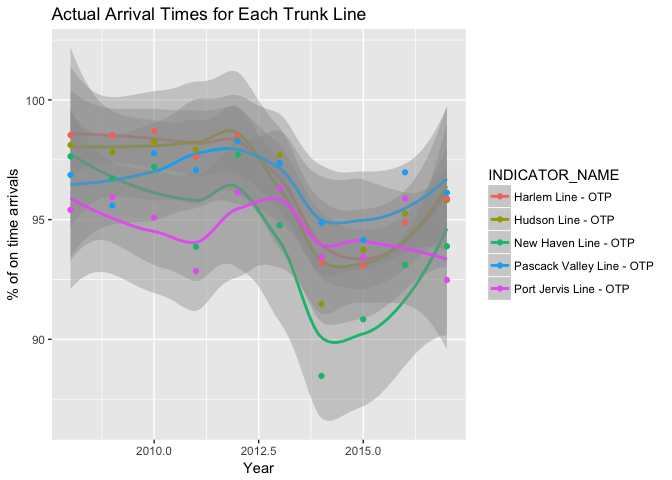 Actual Arrival Times for Each Trunk Line
100
95
90
% of on time arrivals
2010.0
2012.5
2015.0
Year
INDICATOR_NAME
Harlem Line - OTP
Hudson Line - OTP
New Haven Line - OTP
Pascack Valley Line - OTP
Port Jervis Line - OTP